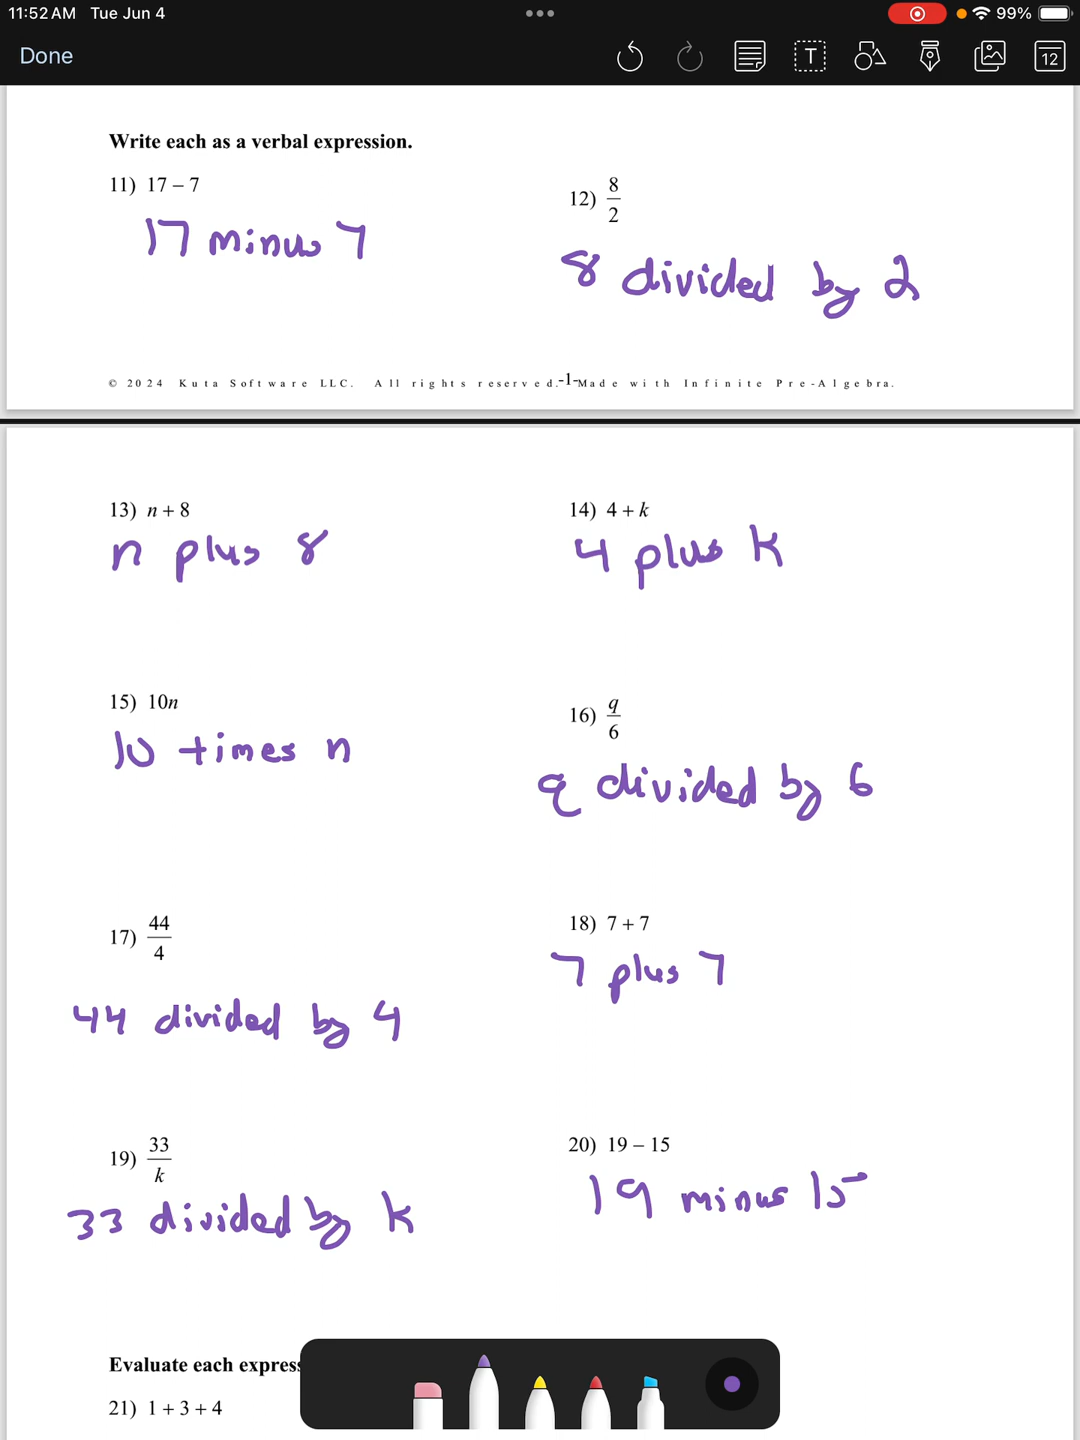 11:52 AM Tue Jun 4
99%
Done
T
12
Write each as a verbal expression.
11) 17 – 7
12) 8/2
17 minus 7
8 divided by 2
© 2024 Kuta Software LLC. All rights reserved. -1- Made with Infinite Pre-Algebra.
13) n + 8
14) 4 + k
n plus 8
4 plus k
15) 10n
16) q/6
10 times n
q divided by 6
17) 44/4
18) 7 + 7
44 divided by 4
7 plus 7
19) 33/k
20) 19 – 15
33 divided by k
19 minus 15
Evaluate each express
21) 1 + 3 + 4